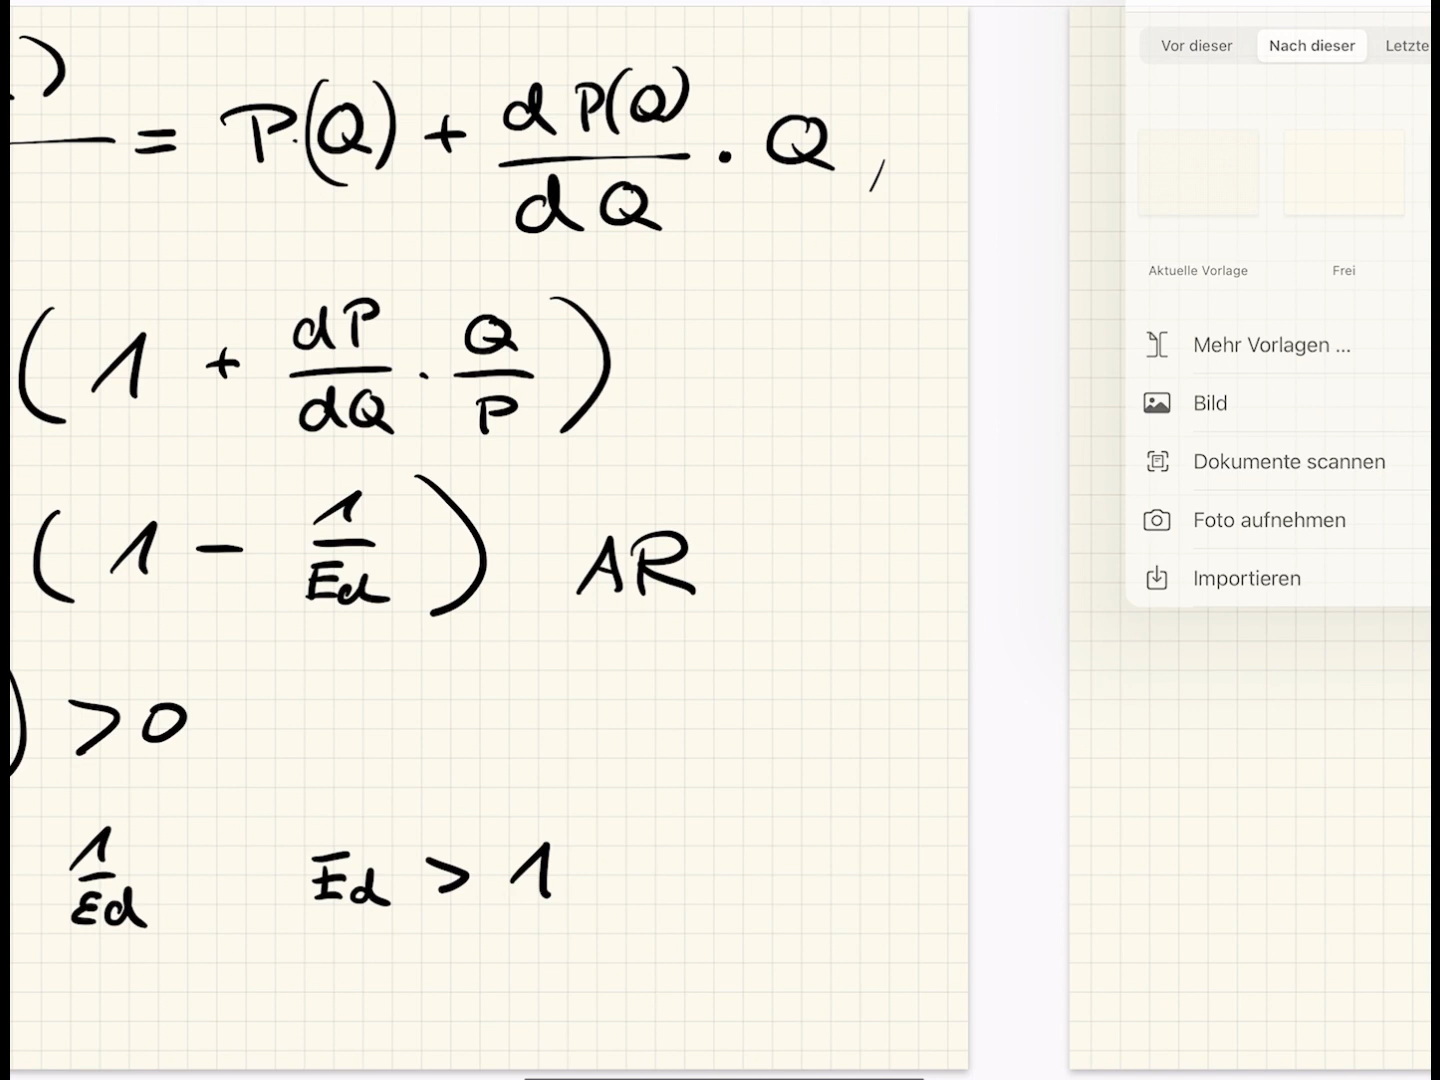 ) = P(Q) + dP(Q)/dQ · Q ,
( 1 + dP/dQ · Q/P )
( 1 - 1/Ed ) AR
) > 0
1/Ed Ed > 1
Vor dieser Nach dieser Letzte
Aktuelle Vorlage Frei
Mehr Vorlagen ...
Bild
Dokumente scannen
Foto aufnehmen
Importieren